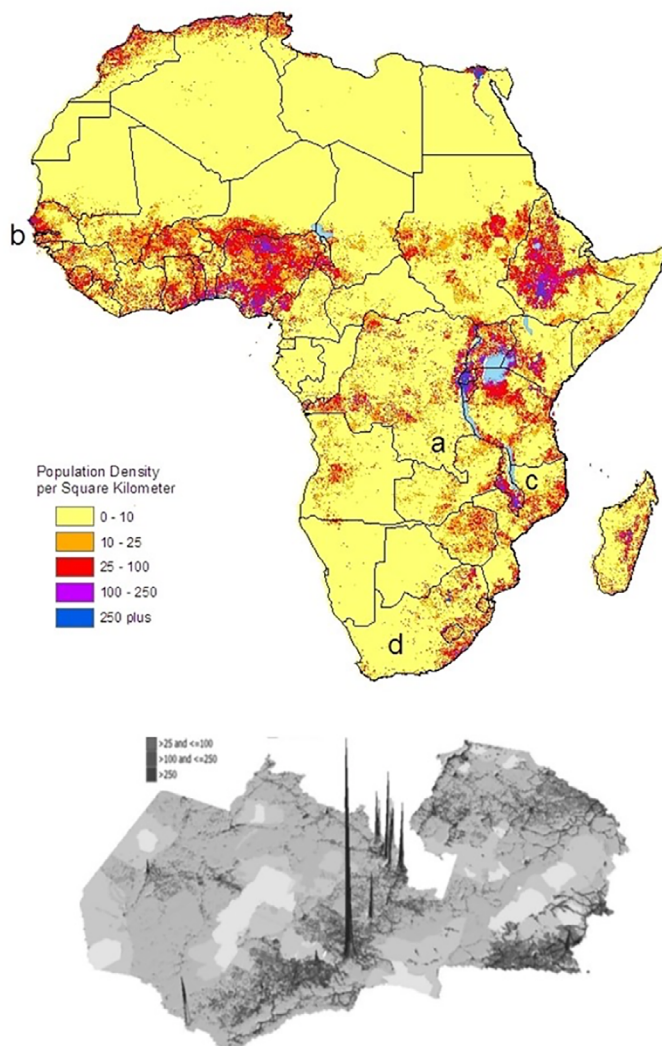 b
a
c
Population Density
per Square Kilometer
0 - 10
10 - 25
25 - 100
100 - 250
250 plus
d
>25 and <=100
>100 and <=250
>250